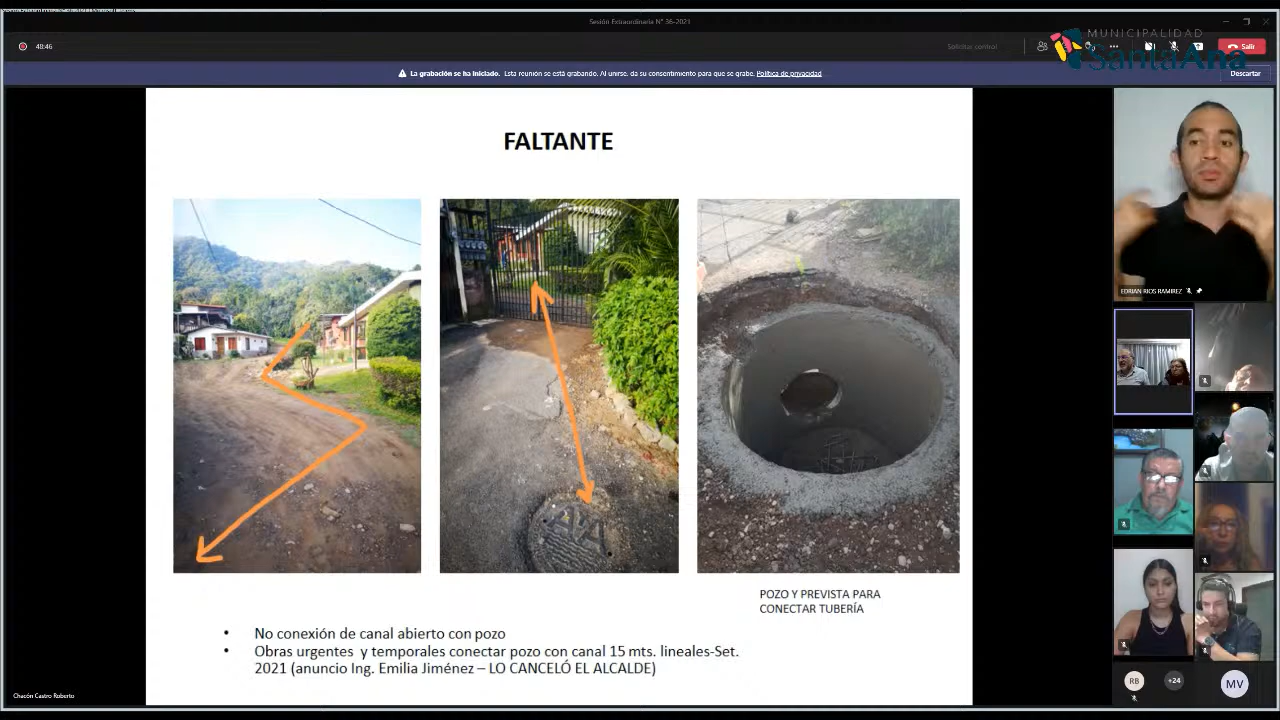 Sesión Extraordinaria N° 36-2021
48:46
Solicitar control
MUNICIPALIDAD
Santa Ana
Salir
La grabación se ha iniciado. Esta reunión se está grabando. Al unirse, da su consentimiento para que se grabe. Política de privacidad
Descartar
FALTANTE
EDRIAN RIOS RAMIREZ
AYA
POZO Y PREVISTA PARA
CONECTAR TUBERÍA
• No conexión de canal abierto con pozo
• Obras urgentes y temporales conectar pozo con canal 15 mts. lineales-Set.
2021 (anuncio Ing. Emilia Jiménez – LO CANCELÓ EL ALCALDE)
RB
+24
MV
Chacón Castro Roberto